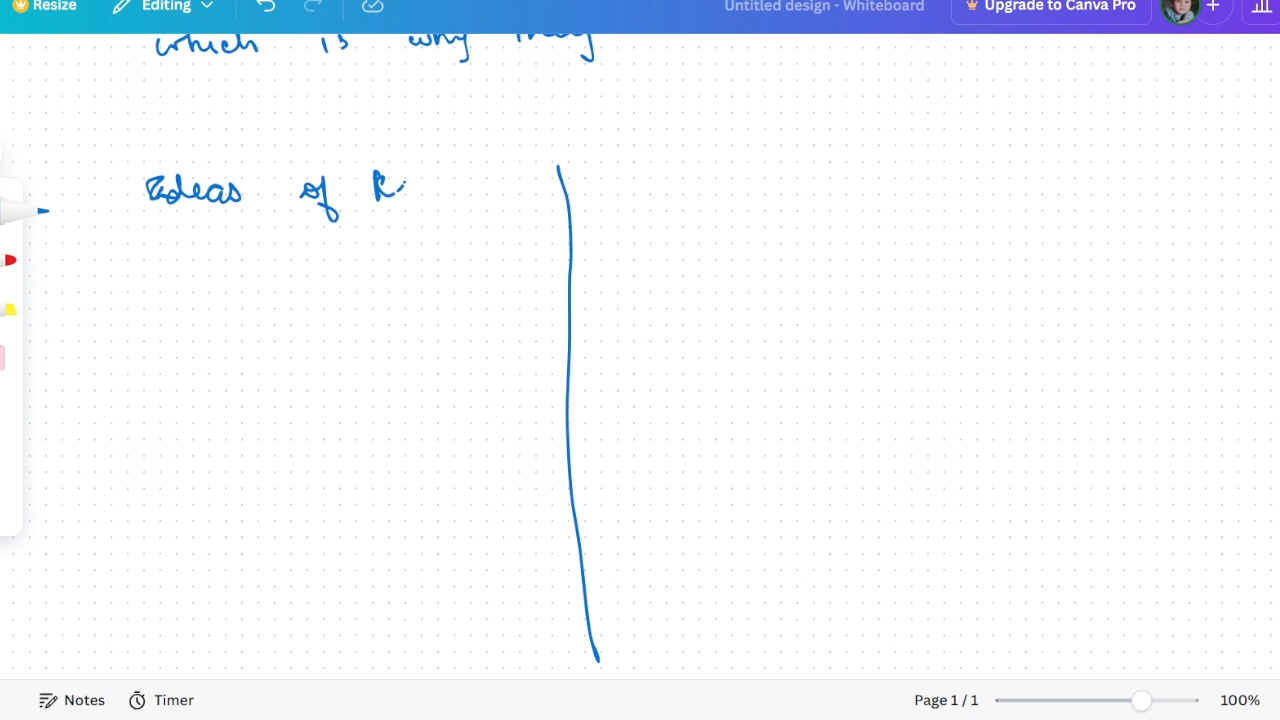 Resize Editing Untitled design - Whiteboard Upgrade to Canva Pro
which is why they
Ideas of R
Notes Timer Page 1 / 1 100%